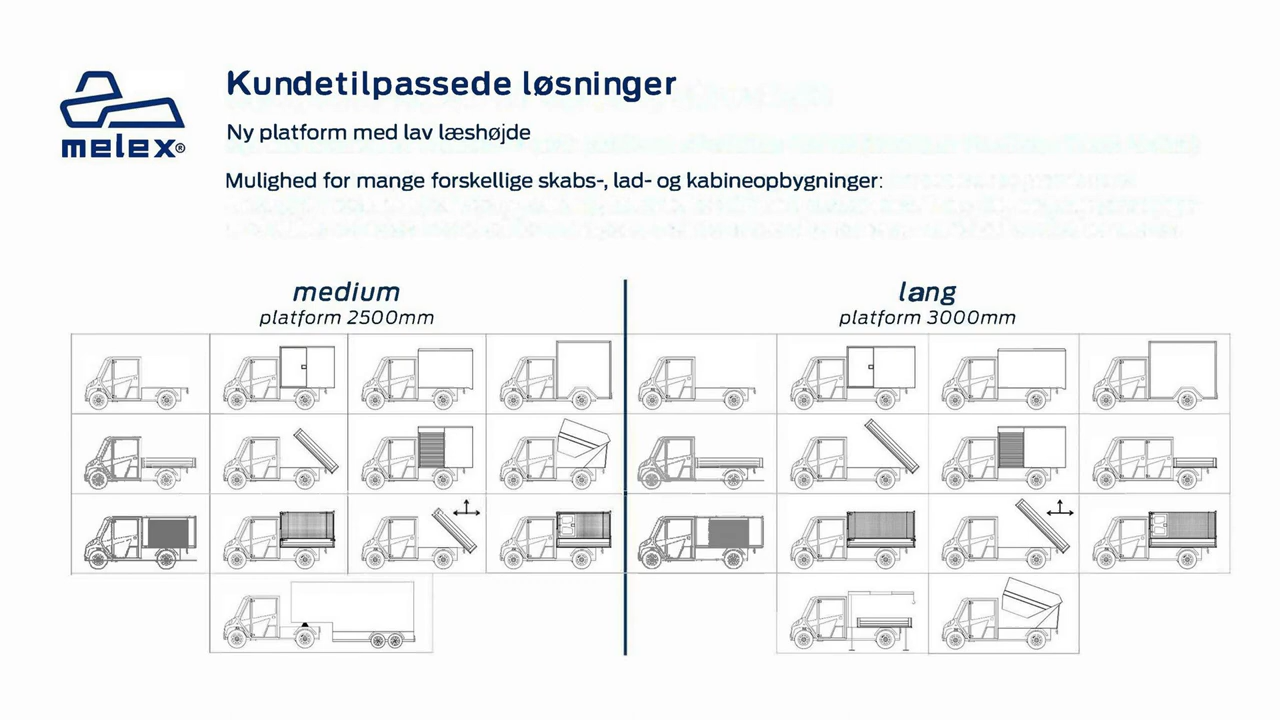 melex®
Kundetilpassede løsninger
Ny platform med lav læshøjde
Mulighed for mange forskellige skabs-, lad- og kabineopbygninger:
medium
platform 2500mm
lang
platform 3000mm